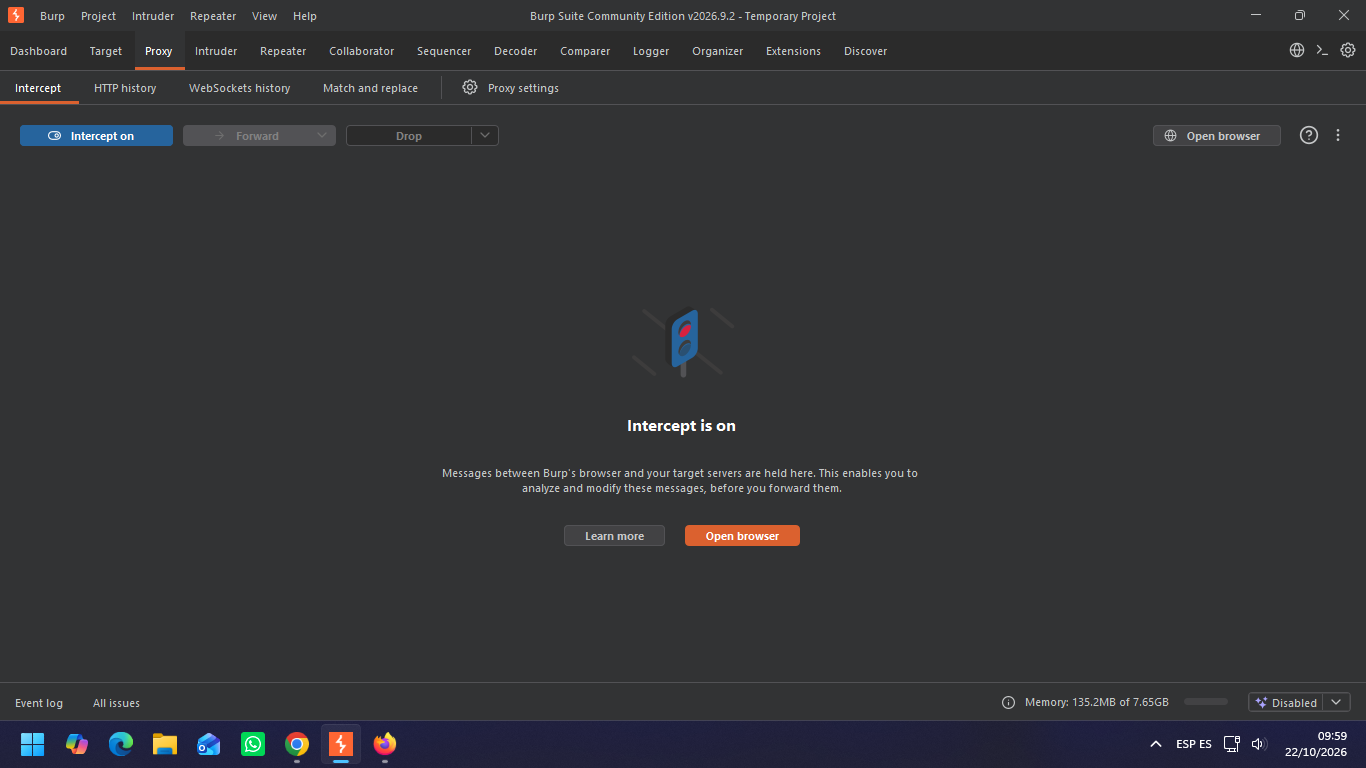 Burp Project Intruder Repeater View Help Burp Suite Community Edition v2026.9.2 - Temporary Project
Dashboard Target Proxy Intruder Repeater Collaborator Sequencer Decoder Comparer Logger Organizer Extensions Discover
Intercept HTTP history WebSockets history Match and replace Proxy settings
Intercept on Forward Drop Open browser
Intercept is on
Messages between Burp's browser and your target servers are held here. This enables you to
analyze and modify these messages, before you forward them.
Learn more Open browser
Event log All issues Memory: 135.2MB of 7.65GB Disabled
ESP ES 09:59
22/10/2026